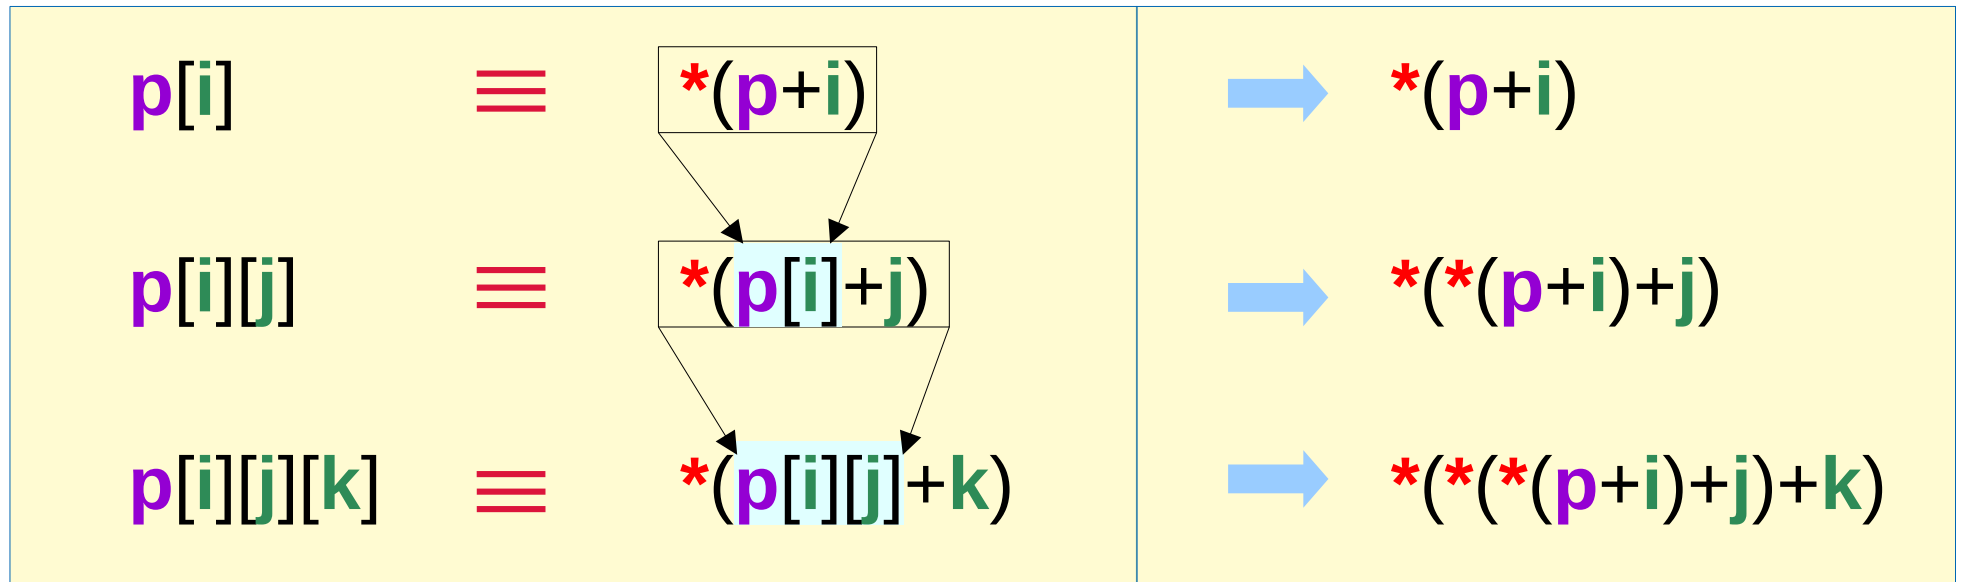 p[i] ≡ *(p+i) *(p+i)
p[i][j] ≡ *(p[i]+j) *(*(p+i)+j)
p[i][j][k] ≡ *(p[i][j]+k) *(*(*(p+i)+j)+k)